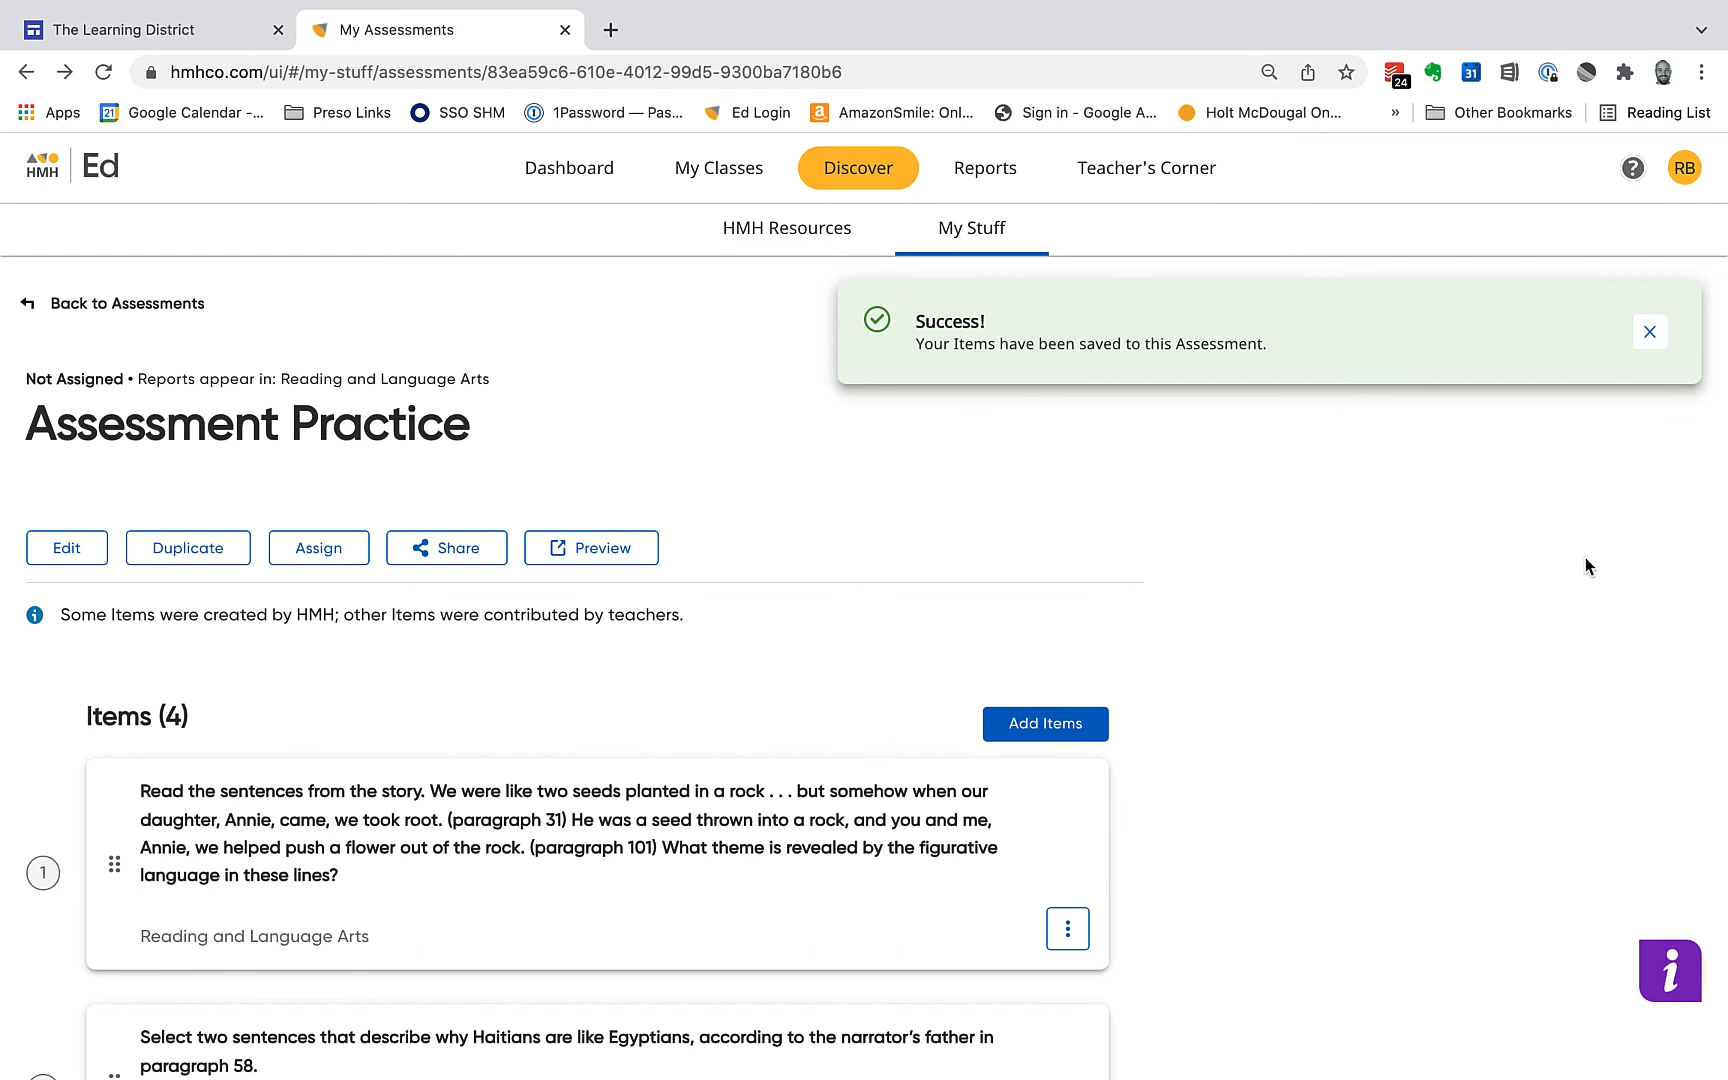 The Learning District
My Assessments
hmhco.com/ui/#/my-stuff/assessments/83ea59c6-610e-4012-99d5-9300ba7180b6
24
31
Apps
21
Google Calendar -...
Preso Links
SSO SHM
1Password — Pas...
Ed Login
AmazonSmile: Onl...
Sign in - Google A...
Holt McDougal On...
»
Other Bookmarks
Reading List
HMH
Ed
Dashboard
My Classes
Discover
Reports
Teacher's Corner
?
RB
HMH Resources
My Stuff
Back to Assessments
Success!
Your Items have been saved to this Assessment.
Not Assigned • Reports appear in: Reading and Language Arts
Assessment Practice
Edit
Duplicate
Assign
Share
Preview
Some Items were created by HMH; other Items were contributed by teachers.
Items (4)
Add Items
1
Read the sentences from the story. We were like two seeds planted in a rock . . . but somehow when our
daughter, Annie, came, we took root. (paragraph 31) He was a seed thrown into a rock, and you and me,
Annie, we helped push a flower out of the rock. (paragraph 101) What theme is revealed by the figurative
language in these lines?
Reading and Language Arts
i
Select two sentences that describe why Haitians are like Egyptians, according to the narrator’s father in
paragraph 58.